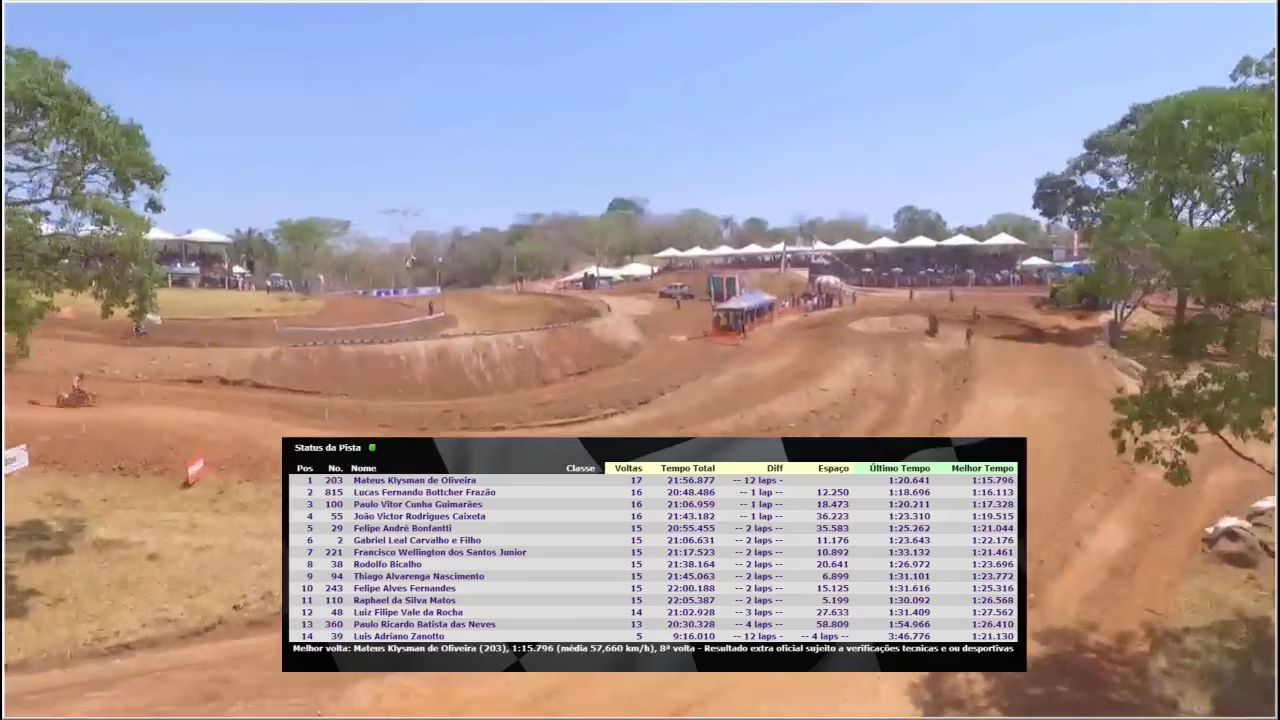 Status da Pista
Pos No. Nome Classe Voltas Tempo Total Diff Espaço Último Tempo Melhor Tempo
1 203 Mateus Klysman de Oliveira 17 21:56.877 -- 12 laps - 1:20.641 1:15.796
2 815 Lucas Fernando Bottcher Frazão 16 20:48.486 -- 1 lap -- 12.250 1:18.696 1:16.113
3 100 Paulo Vitor Cunha Guimarães 16 21:06.959 -- 1 lap -- 18.473 1:20.211 1:17.328
4 55 João Victor Rodrigues Caixeta 16 21:43.182 -- 1 lap -- 36.223 1:23.310 1:19.515
5 29 Felipe André Bonfantti 15 20:55.455 -- 2 laps -- 35.583 1:25.262 1:21.044
6 2 Gabriel Leal Carvalho e Filho 15 21:06.631 -- 2 laps -- 11.176 1:23.643 1:22.176
7 221 Francisco Wellington dos Santos Junior 15 21:17.523 -- 2 laps -- 10.892 1:33.132 1:21.461
8 38 Rodolfo Bicalho 15 21:38.164 -- 2 laps -- 20.641 1:26.972 1:23.696
9 94 Thiago Alvarenga Nascimento 15 21:45.063 -- 2 laps -- 6.899 1:31.101 1:23.772
10 243 Felipe Alves Fernandes 15 22:00.188 -- 2 laps -- 15.125 1:31.616 1:25.316
11 110 Raphael da Silva Matos 15 22:05.387 -- 2 laps -- 5.199 1:30.092 1:26.568
12 48 Luiz Filipe Vale da Rocha 14 21:02.928 -- 3 laps -- 27.633 1:31.409 1:27.562
13 360 Paulo Ricardo Batista das Neves 13 20:30.328 -- 4 laps -- 58.809 1:54.966 1:26.410
14 39 Luis Adriano Zanotto 5 9:16.010 -- 12 laps - -- 4 laps -- 3:46.776 1:21.130
Melhor volta: Mateus Klysman de Oliveira (203), 1:15.796 (média 57,660 km/h), 8ª volta - Resultado extra oficial sujeito a verificações tecnicas e ou desportivas